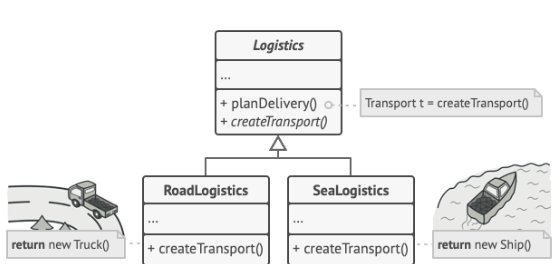 Logistics
...
+ planDelivery()
+ createTransport()
Transport t = createTransport()
RoadLogistics
...
+ createTransport()
SeaLogistics
...
+ createTransport()
return new Truck()
return new Ship()